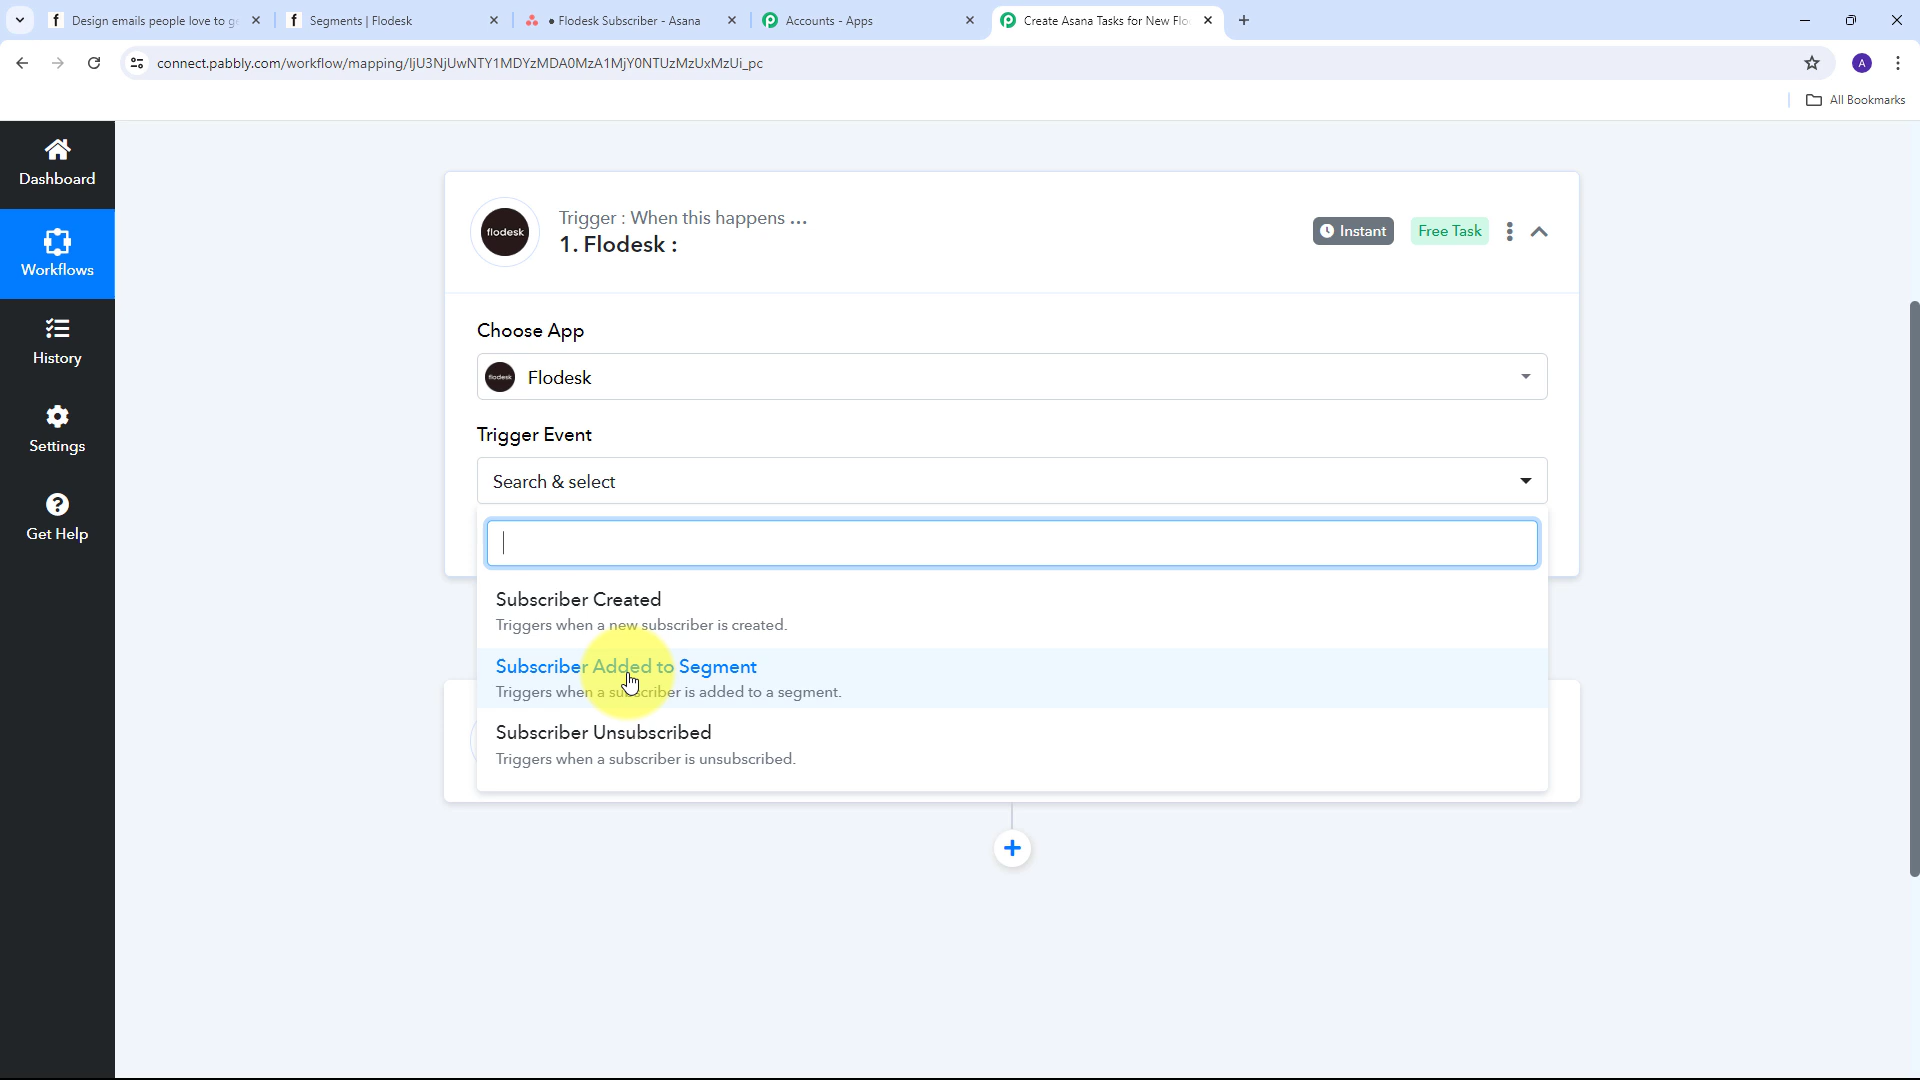 Design emails people love to ge
Segments | Flodesk
• Flodesk Subscriber - Asana
Accounts - Apps
Create Asana Tasks for New Flo
connect.pabbly.com/workflow/mapping/IjU3NjUwNTY1MDYzMDA0MzA1MjY0NTUzMzUxMzUi_pc
A
All Bookmarks
Dashboard
Workflows
History
Settings
Get Help
flodesk
Trigger : When this happens ...
1. Flodesk :
Instant
Free Task
Choose App
flodesk
Flodesk
Trigger Event
Search & select
Subscriber Created
Triggers when a new subscriber is created.
Subscriber Added to Segment
Triggers when a subscriber is added to a segment.
Subscriber Unsubscribed
Triggers when a subscriber is unsubscribed.